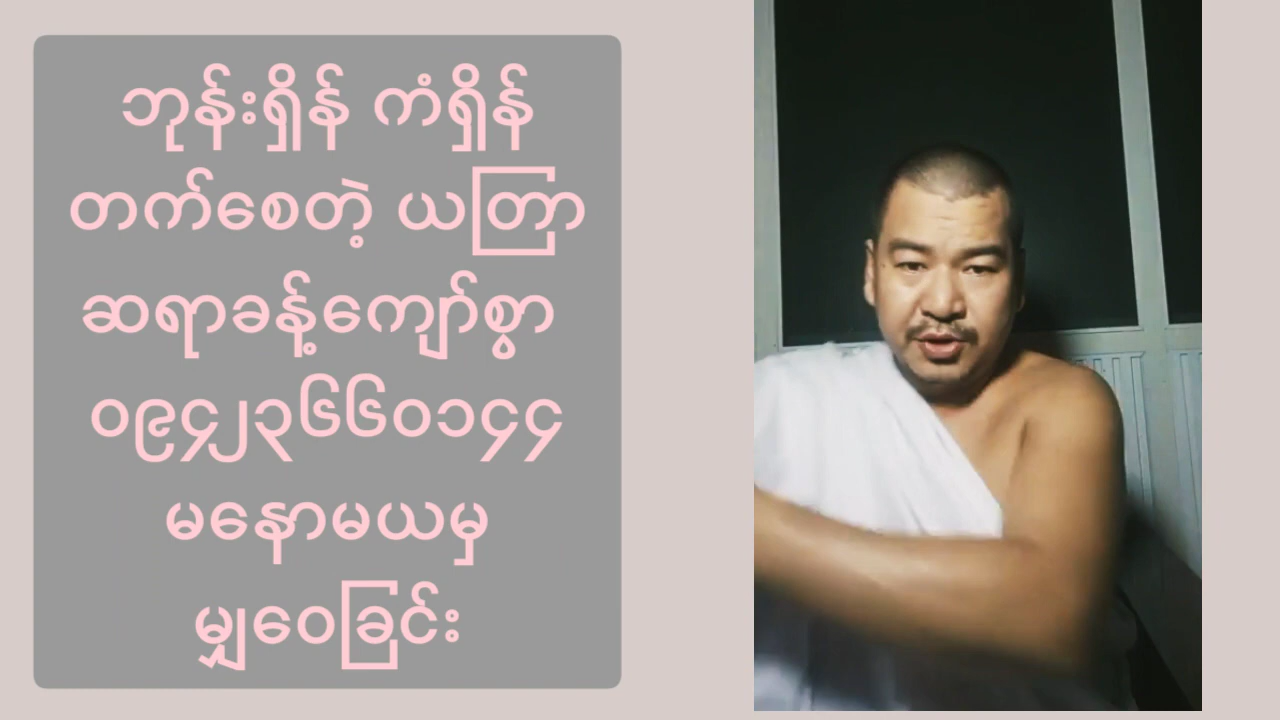 ဘုန်းရှိန် ကံရှိန်
တက်စေတဲ့ ယတြာ
ဆရာခန့်ကျော်စွာ
၀၉၄၂၃၆၆၀၁၄၄
မနောမယမှ
မျှဝေခြင်း